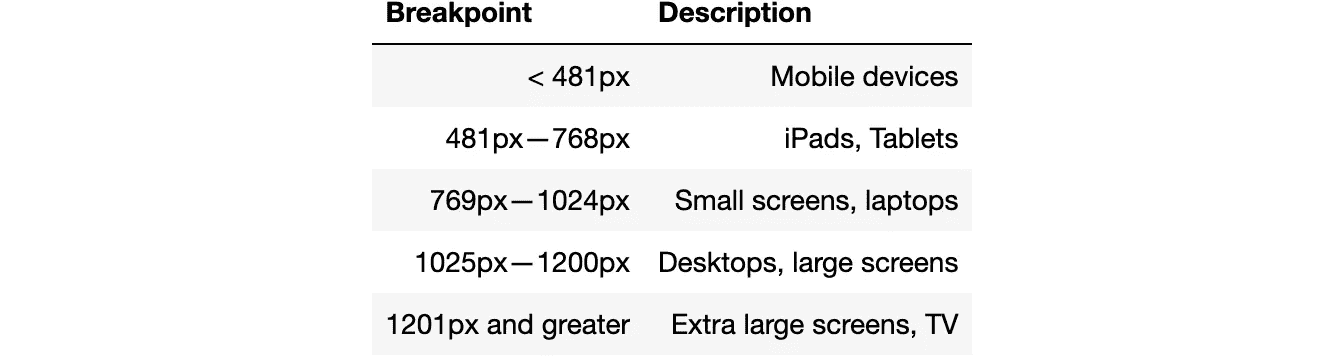 Breakpoint Description
< 481px Mobile devices
481px—768px iPads, Tablets
769px—1024px Small screens, laptops
1025px—1200px Desktops, large screens
1201px and greater Extra large screens, TV